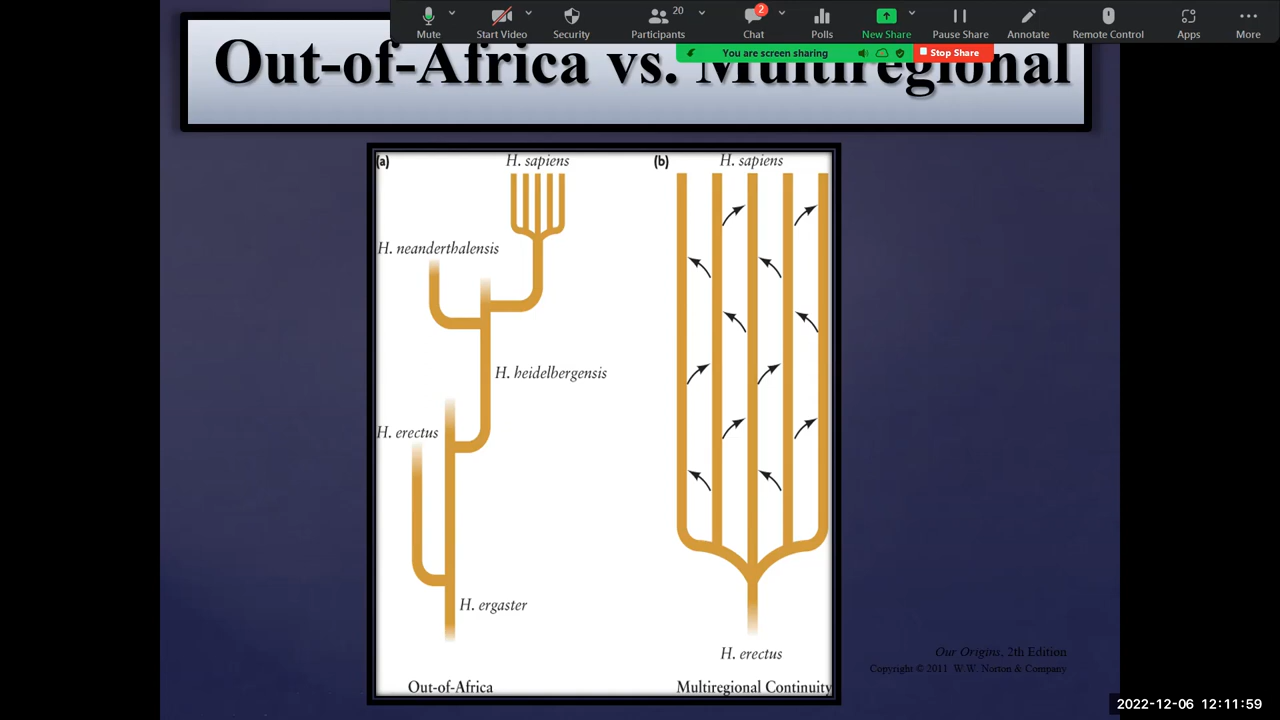 Mute
Start Video
Security
20
Participants
2
Chat
Polls
New Share
Pause Share
Annotate
Remote Control
Apps
More
You are screen sharing
Stop Share
Out-of-Africa vs. Multiregional
(a)
H. sapiens
H. neanderthalensis
H. heidelbergensis
H. erectus
H. ergaster
Out-of-Africa
(b)
H. sapiens
H. erectus
Multiregional Continuity
Our Origins, 2th Edition
Copyright © 2011 W.W. Norton & Company
2022-12-06 12:11:59